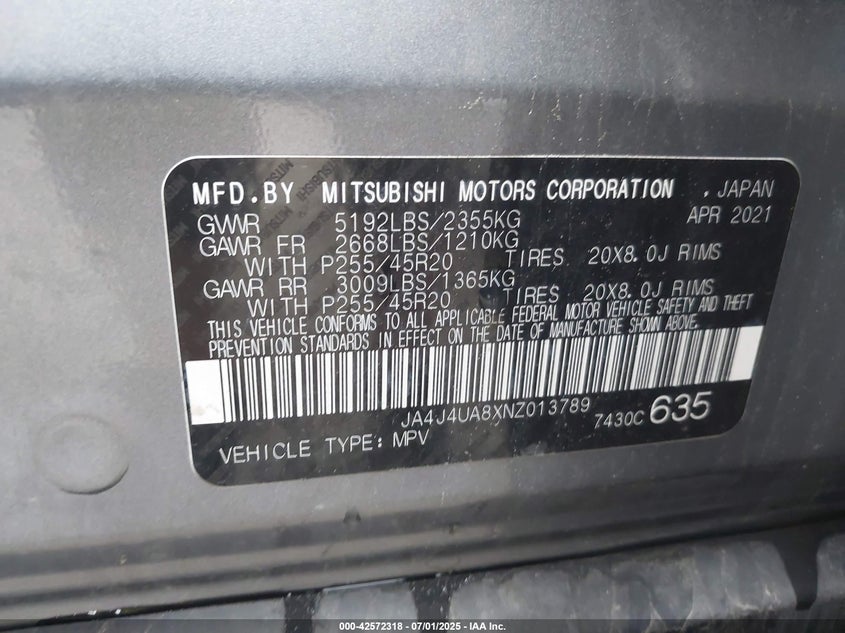 MFD.BY MITSUBISHI MOTORS CORPORATION , JAPAN
APR 2021
GVWR 5192LBS/2355KG
GAWR FR 2668LBS/1210KG
WITH P255/45R20 TIRES 20X8.0J RIMS
GAWR RR 3009LBS/1365KG
WITH P255/45R20 TIRES 20X8.0J RIMS
THIS VEHICLE CONFORMS TO ALL APPLICABLE FEDERAL MOTOR VEHICLE SAFETY AND THEFT
PREVENTION STANDARDS IN EFFECT ON THE DATE OF MANUFACTURE SHOWN ABOVE.
JA4J4UA8XNZ013789
7430C 635
VEHICLE TYPE: MPV
000-42572318 - 07/01/2025 - IAA Inc.